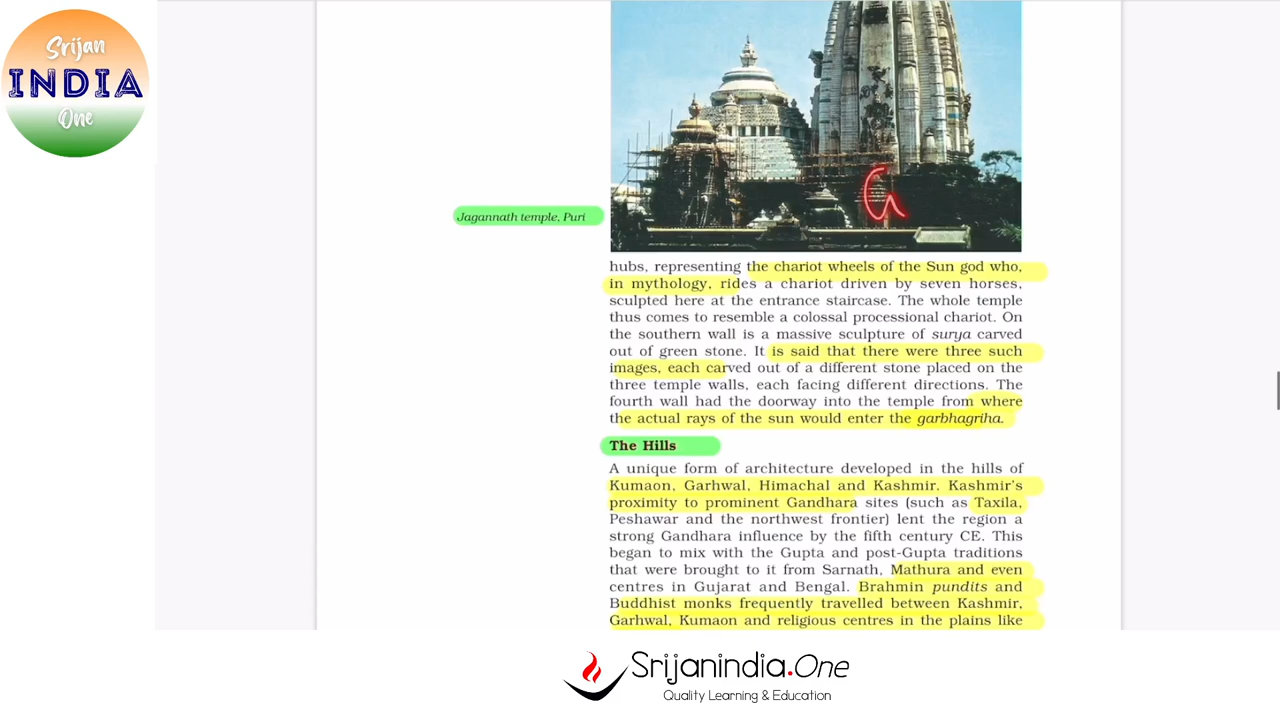 Srijan
INDIA
One
Jagannath temple, Puri
hubs, representing the chariot wheels of the Sun god who,
in mythology, rides a chariot driven by seven horses,
sculpted here at the entrance staircase. The whole temple
thus comes to resemble a colossal processional chariot. On
the southern wall is a massive sculpture of surya carved
out of green stone. It is said that there were three such
images, each carved out of a different stone placed on the
three temple walls, each facing different directions. The
fourth wall had the doorway into the temple from where
the actual rays of the sun would enter the garbhagriha.
The Hills
A unique form of architecture developed in the hills of
Kumaon, Garhwal, Himachal and Kashmir. Kashmir's
proximity to prominent Gandhara sites (such as Taxila,
Peshawar and the northwest frontier) lent the region a
strong Gandhara influence by the fifth century CE. This
began to mix with the Gupta and post-Gupta traditions
that were brought to it from Sarnath, Mathura and even
centres in Gujarat and Bengal. Brahmin pundits and
Buddhist monks frequently travelled between Kashmir,
Garhwal, Kumaon and religious centres in the plains like
Srijanindia.One
Quality Learning & Education